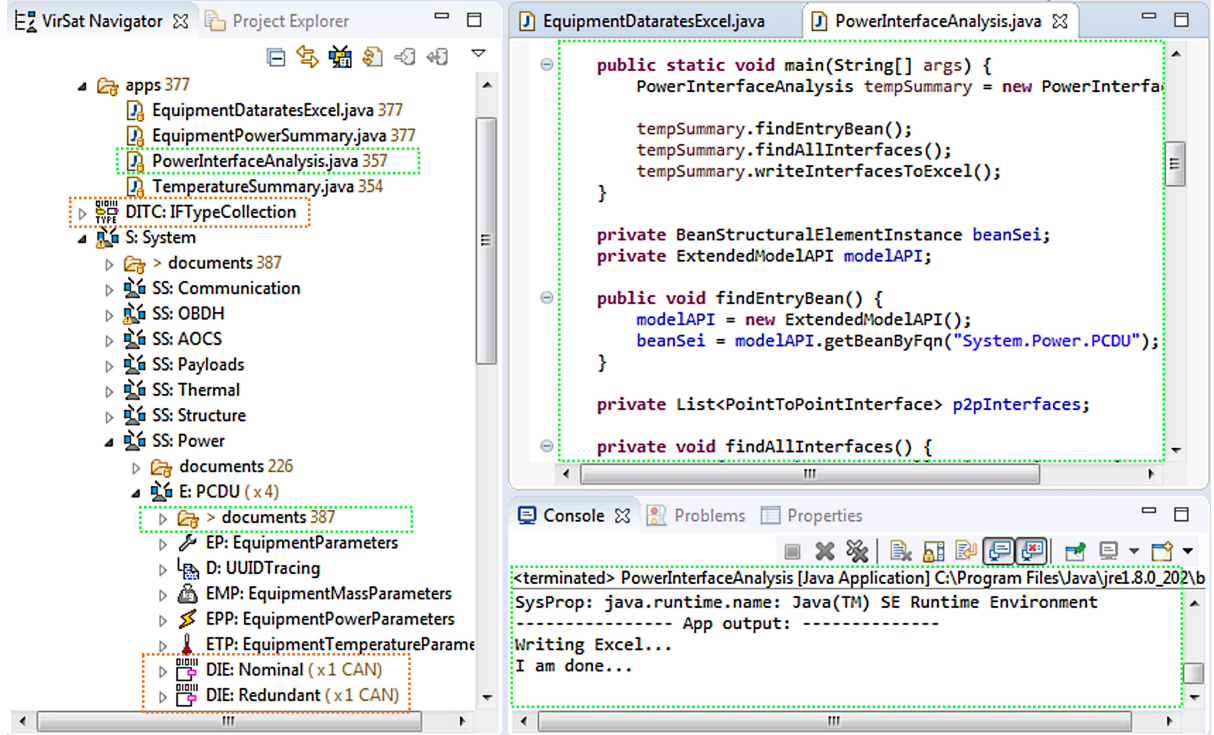 VirSat Navigator
Project Explorer
apps 377
EquipmentDataratesExcel.java 377
EquipmentPowerSummary.java 377
PowerInterfaceAnalysis.java 357
TemperatureSummary.java 354
DITC: IFTypeCollection
S: System
> documents 387
SS: Communication
SS: OBDH
SS: AOCS
SS: Payloads
SS: Thermal
SS: Structure
SS: Power
documents 226
E: PCDU (x4)
> documents 387
EP: EquipmentParameters
D: UUIDTracing
EMP: EquipmentMassParameters
EPP: EquipmentPowerParameters
ETP: EquipmentTemperatureParame
DIE: Nominal (x1 CAN)
DIE: Redundant (x1 CAN)
EquipmentDataratesExcel.java
PowerInterfaceAnalysis.java
public static void main(String[] args) {
PowerInterfaceAnalysis tempSummary = new PowerInterfa
tempSummary.findEntryBean();
tempSummary.findAllInterfaces();
tempSummary.writeInterfacesToExcel();
}
private BeanStructuralElementInstance beanSei;
private ExtendedModelAPI modelAPI;
public void findEntryBean() {
modelAPI = new ExtendedModelAPI();
beanSei = modelAPI.getBeanByFqn("System.Power.PCDU");
}
private List<PointToPointInterface> p2pInterfaces;
private void findAllInterfaces() {
Console
Problems
Properties
<terminated> PowerInterfaceAnalysis [Java Application] C:\Program Files\Java\jre1.8.0_202\b
SysProp: java.runtime.name: Java(TM) SE Runtime Environment
---------------- App output: --------------
Writing Excel...
I am done...